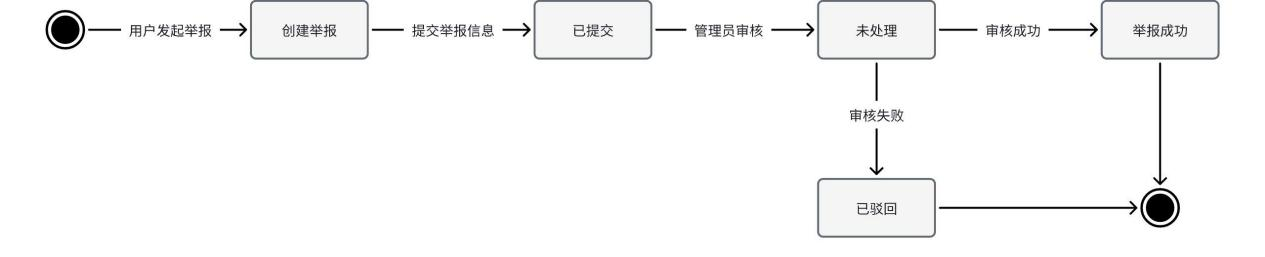 用户发起举报
创建举报
提交举报信息
已提交
管理员审核
未处理
审核成功
举报成功
审核失败
已驳回